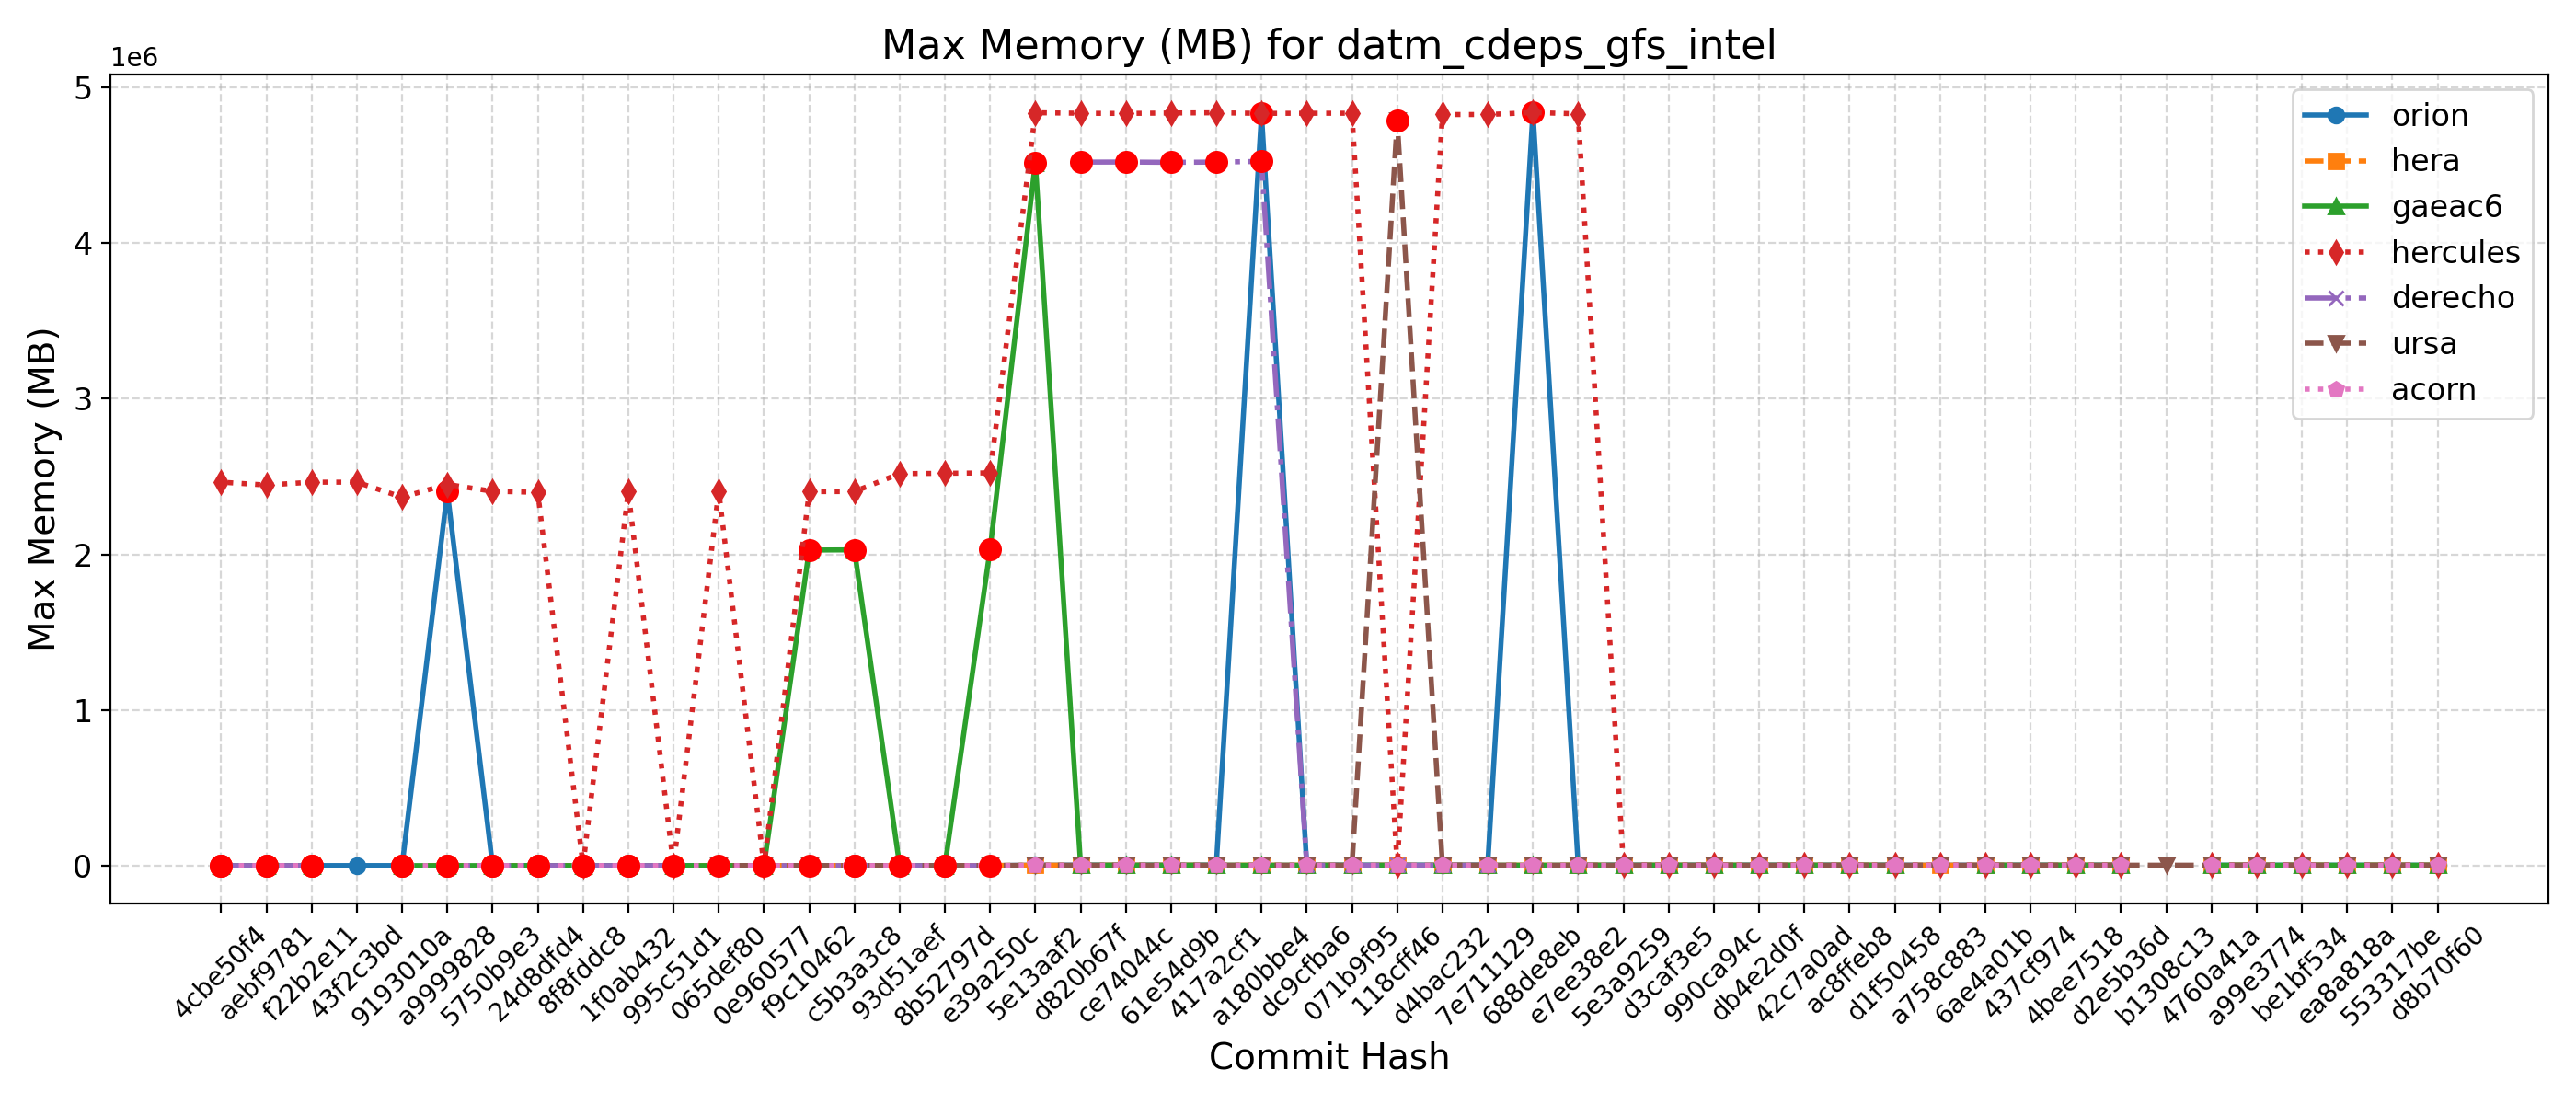 Max Memory (MB) for datm_cdeps_gfs_intel
1e6
5
4
3
2
1
0
Max Memory (MB)
orion
hera
gaeac6
hercules
derecho
ursa
acorn
4cbe50f4
aebf9781
f22b2e11
43f2c3bd
9193010a
a9999828
5750b9e3
24d8dfd4
8f8fddc8
1f0ab432
995c51d1
065def80
0e960577
f9c10462
c5b3a3c8
93d51aef
8b52797d
e39a250c
5e13aaf2
d820b67f
ce74044c
61e54d9b
417a2cf1
a180bbe4
dc9cfba6
071b9f95
118cff46
d4bac232
7e711129
688de8eb
e7ee38e2
5e3a9259
d3caf3e5
990ca94c
db4e2d0f
42c7a0ad
ac8ffeb8
d1f50458
a758c883
6ae4a01b
437cf974
4bee7518
d2e5b36d
b1308c13
4760a41a
a99e3774
be1bf534
ea8a818a
553317be
d8b70f60
Commit Hash